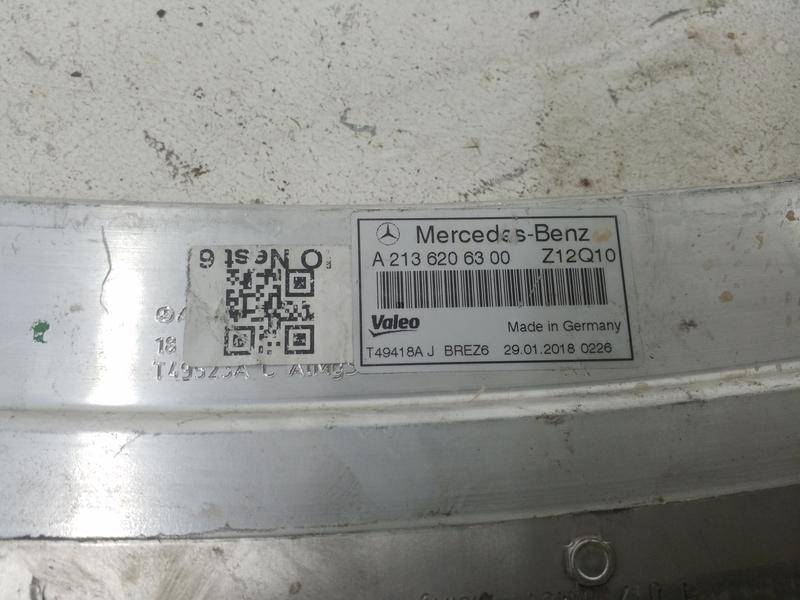 Mercedes-Benz
A 213 620 63 00 Z12Q10
Valeo Made in Germany
T49418A J BREZ6 29.01.2018 0226
IO Nest 6
18